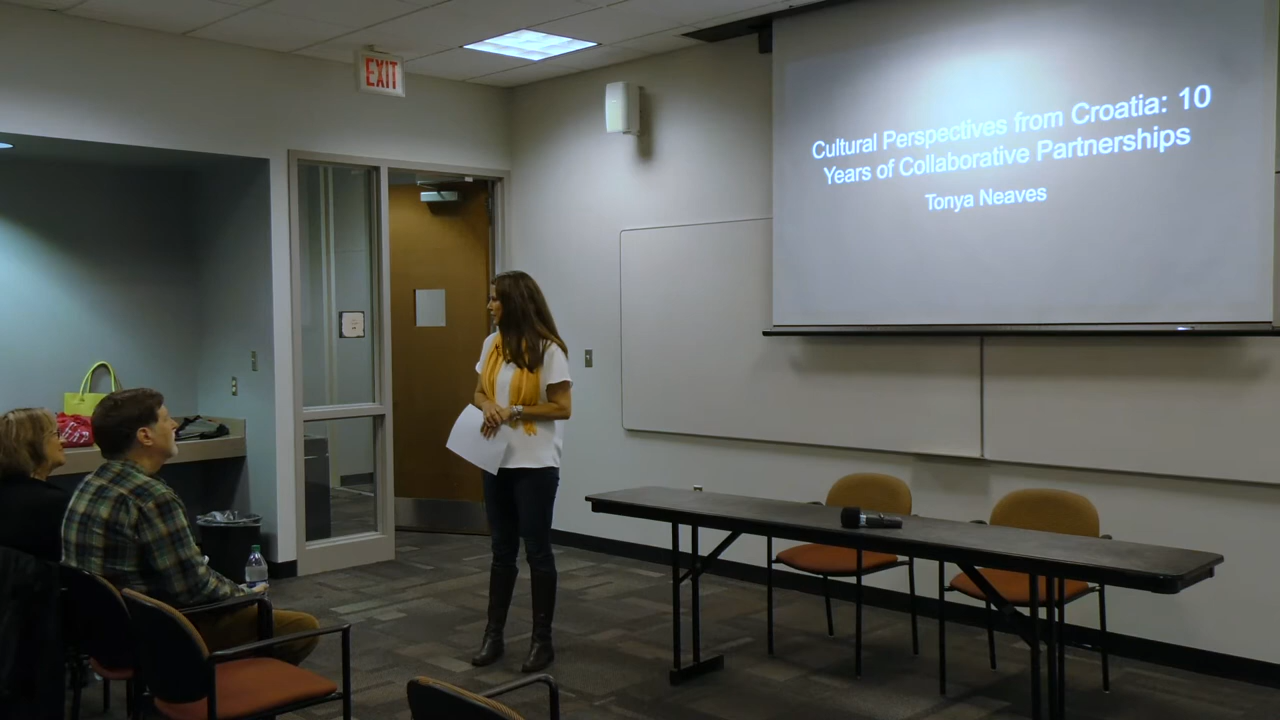 EXIT
Cultural Perspectives from Croatia: 10
Years of Collaborative Partnerships
Tonya Neaves